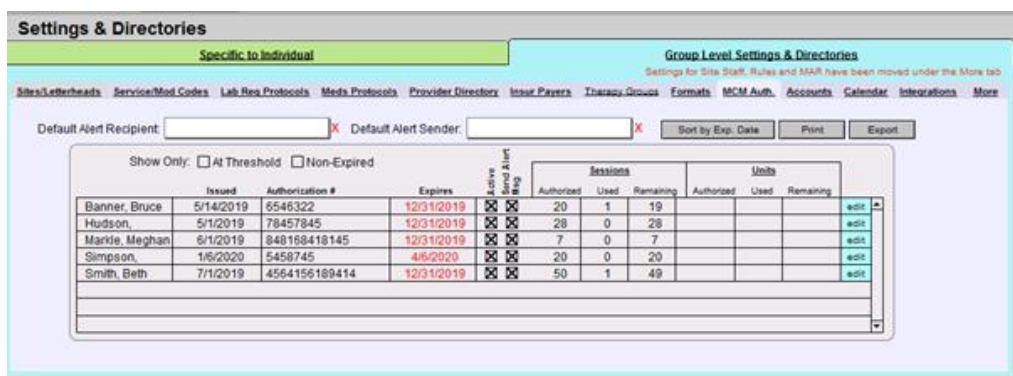 Settings & Directories
Specific to Individual
Group Level Settings & Directories
Settings for Site Staff, Rules and MAR have been moved under the More tab
Sites/Letterheads Service/Mod Codes Lab Req Protocols Meds Protocols Provider Directory Insur Payers Therapy Groups Formats MCM Auth. Accounts Calendar Integrations More
Default Alert Recipient: X Default Alert Sender: X Sort by Exp. Date Print Export
Show Only: At Threshold Non-Expired
Active
Send Alert Msg
Sessions Units
Issued Authorization # Expires Authorized Used Remaining Authorized Used Remaining
Banner, Bruce 5/14/2019 6546322 12/31/2019 20 1 19 edit
Hudson, 5/1/2019 78457845 12/31/2019 28 0 28 edit
Markle, Meghan 6/1/2019 848168418145 12/31/2019 7 0 7 edit
Simpson, 1/6/2020 5458745 4/6/2020 20 0 20 edit
Smith, Beth 7/1/2019 4564156189414 12/31/2019 50 1 49 edit